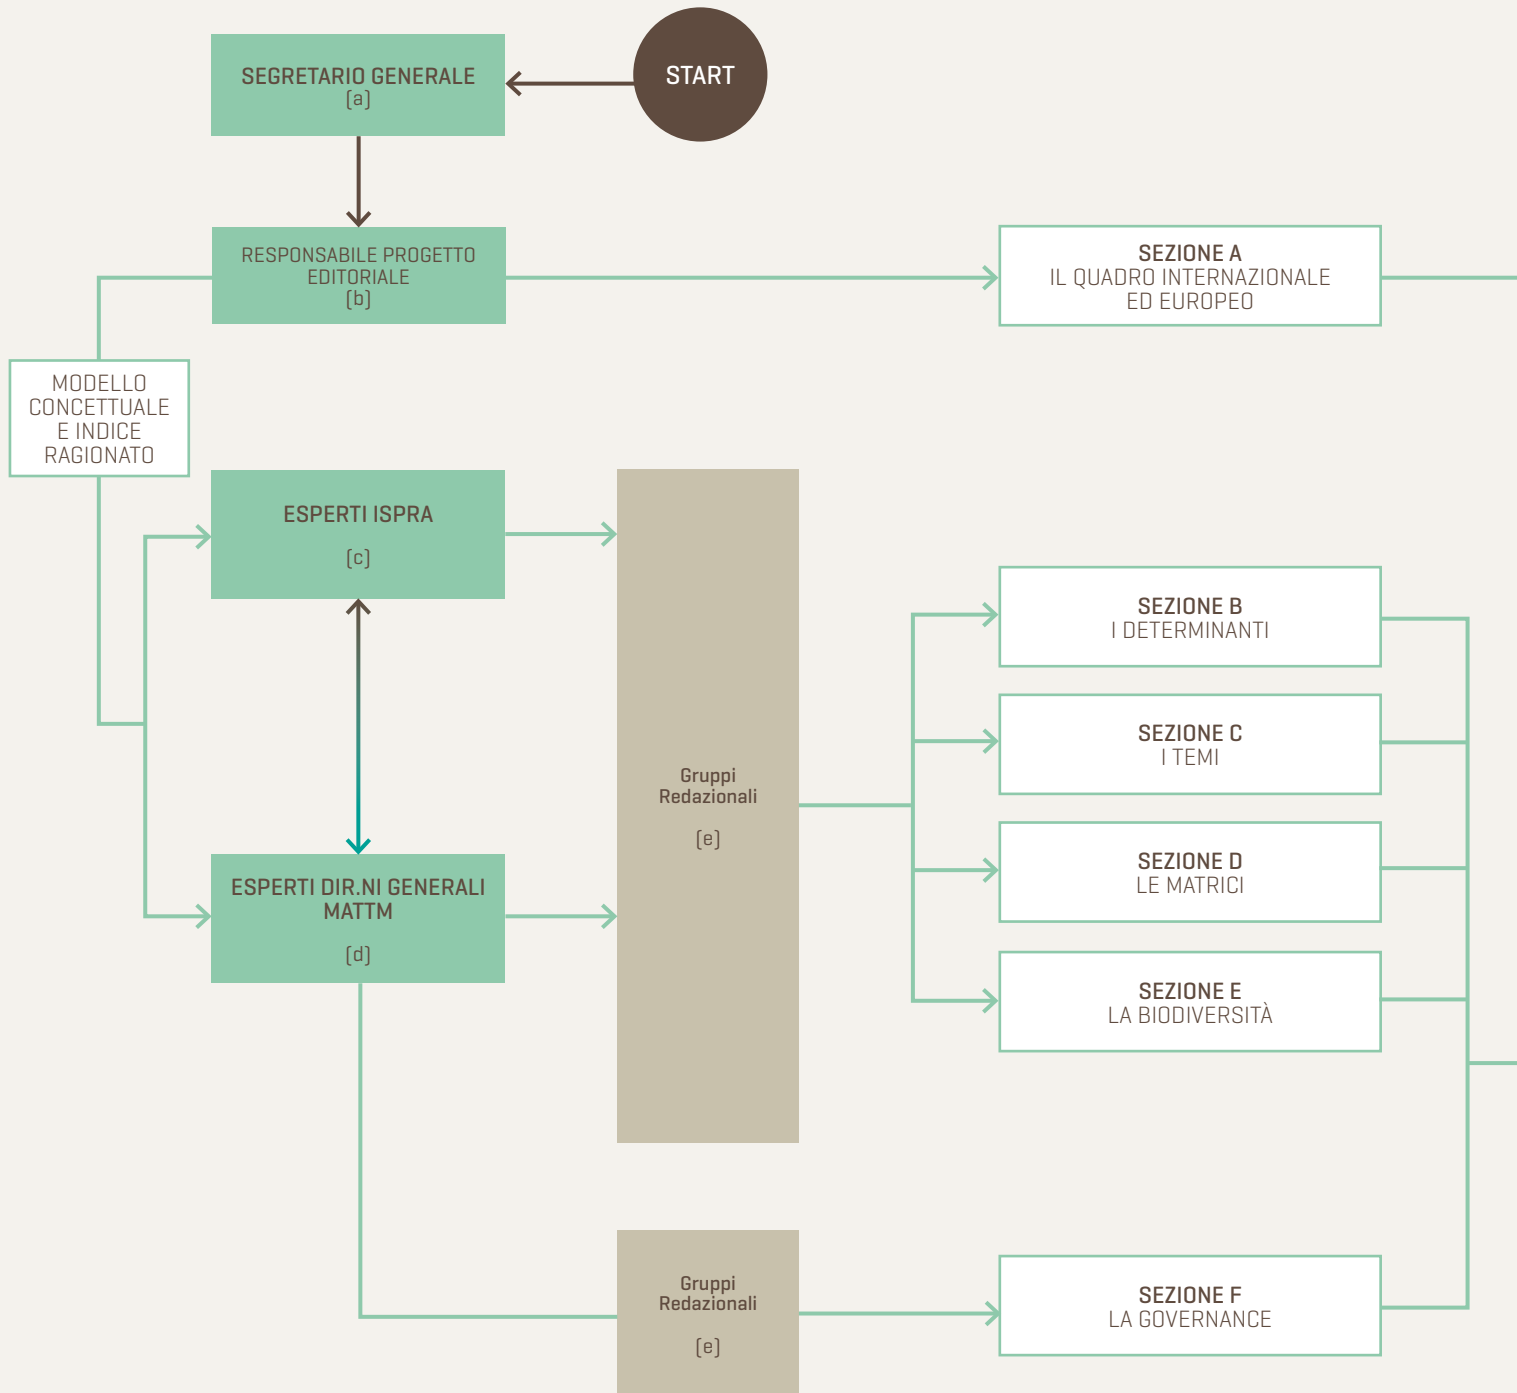 START
SEGRETARIO GENERALE
(a)
RESPONSABILE PROGETTO
EDITORIALE
(b)
SEZIONE A
IL QUADRO INTERNAZIONALE
ED EUROPEO
MODELLO
CONCETTUALE
E INDICE
RAGIONATO
ESPERTI ISPRA
(c)
ESPERTI DIR.NI GENERALI
MATTM
(d)
Gruppi
Redazionali
(e)
SEZIONE B
I DETERMINANTI
SEZIONE C
I TEMI
SEZIONE D
LE MATRICI
SEZIONE E
LA BIODIVERSITÀ
Gruppi
Redazionali
(e)
SEZIONE F
LA GOVERNANCE